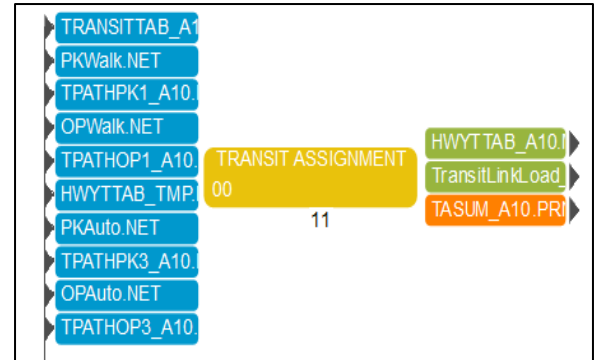 TRANSITTAB_A1
PKWalk.NET
TPATHPK1_A10.
OPWalk.NET
TPATHOP1_A10.
HWYTTAB_TMP.
PKAuto.NET
TPATHPK3_A10.
OPAuto.NET
TPATHOP3_A10.
TRANSIT ASSIGNMENT
00
11
HWYTTAB_A10.
TransitLinkLoad_
TASUM_A10.PR